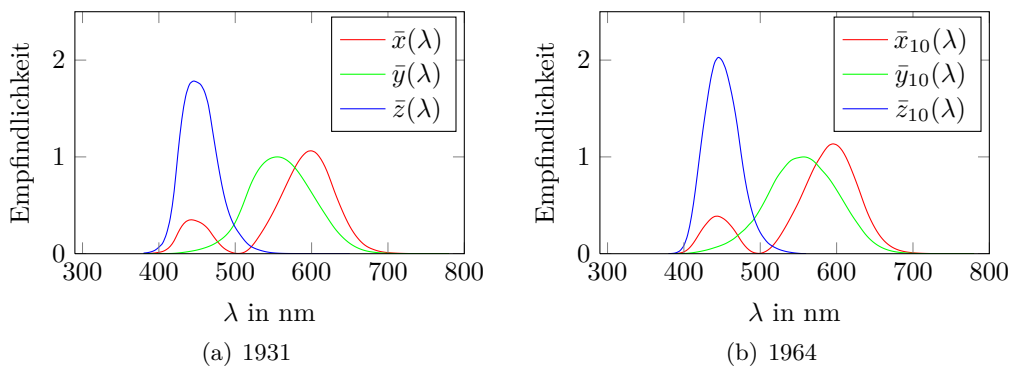 Empfindlichkeit
2
1
0
300 400 500 600 700 800
λ in nm
x̄(λ)
ȳ(λ)
z̄(λ)
(a) 1931
Empfindlichkeit
2
1
0
300 400 500 600 700 800
λ in nm
x̄₁₀(λ)
ȳ₁₀(λ)
z̄₁₀(λ)
(b) 1964